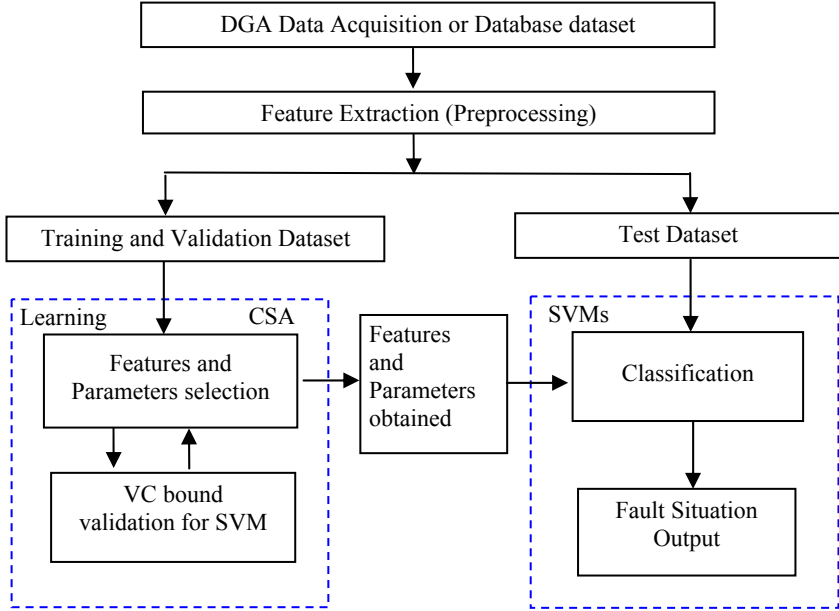 DGA Data Acquisition or Database dataset
Feature Extraction (Preprocessing)
Training and Validation Dataset
Test Dataset
Learning
CSA
Features and
Parameters selection
VC bound
validation for SVM
Features
and
Parameters
obtained
SVMs
Classification
Fault Situation
Output